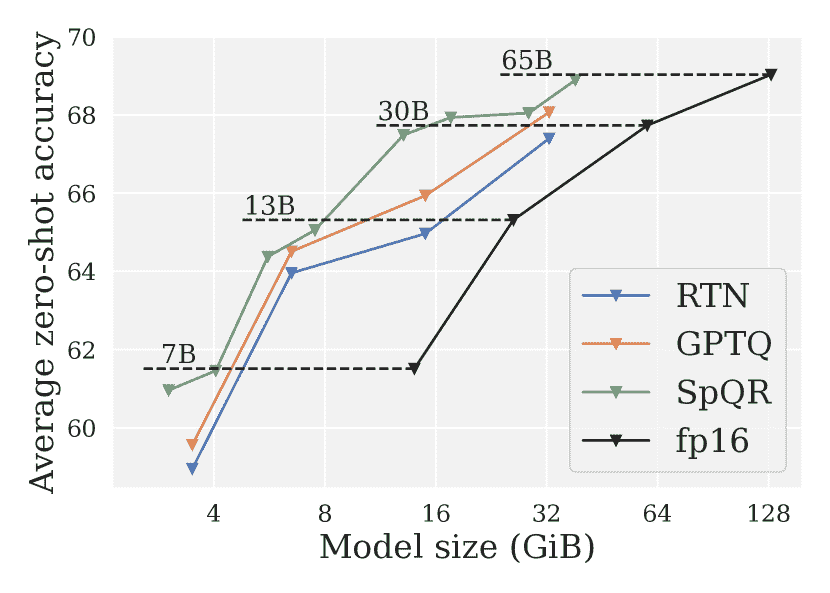 Average zero-shot accuracy
70
68
66
64
62
60
65B
30B
13B
7B
RTN
GPTQ
SpQR
fp16
4 8 16 32 64 128
Model size (GiB)